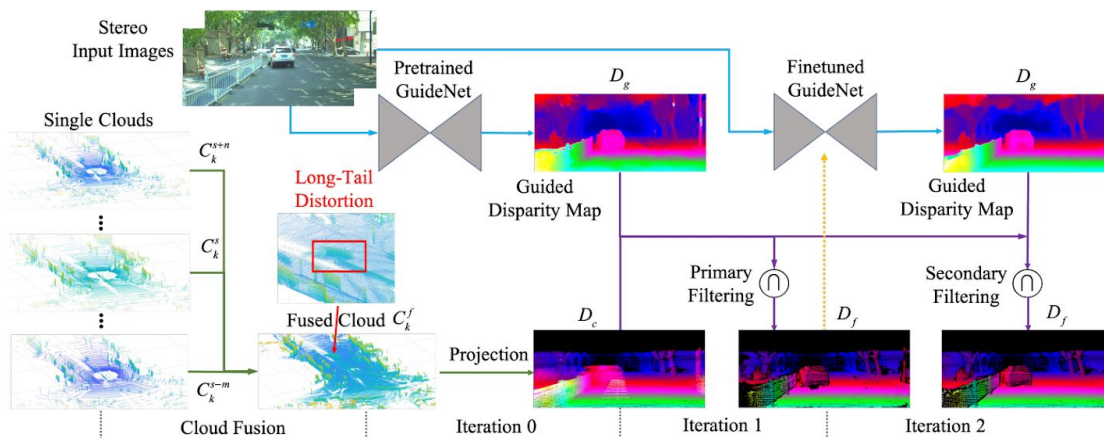 Stereo
Input Images
Pretrained
GuideNet
D_g
Finetuned
GuideNet
D_g
Single Clouds
C_k^{s+n}
Long-Tail
Distortion
Guided
Disparity Map
Guided
Disparity Map
C_k^s
Primary
Filtering
∩
Secondary
Filtering
∩
Fused Cloud C_k^f
D_c
D_f
D_f
Projection
C_k^{s-m}
Cloud Fusion
Iteration 0
Iteration 1
Iteration 2